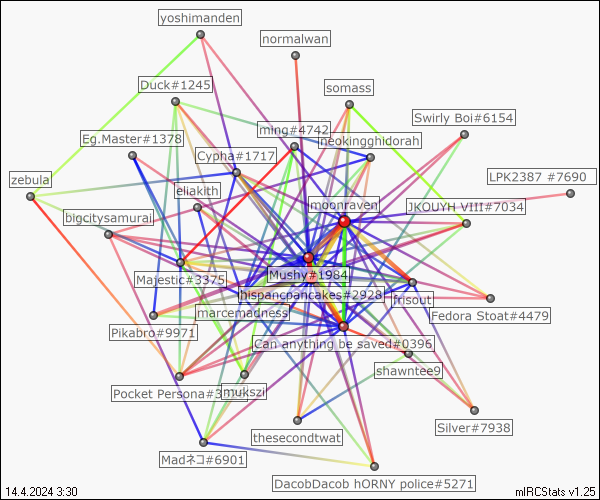 yoshimanden
normalwan
Duck#1245
somass
Swirly Boi#6154
ming#4742
Eg.Master#1378
neokingghidorah
Cypha#1717
zebula
LPK2387 #7690
eliakith
moonraven
JKOUYH VIII#7034
bigcitysamurai
Majestic#3375
Mushy#1984
hispancpancakes#2928
frisout
marcemadness
Fedora Stoat#4479
Pikabro#9971
Can anything be saved#0396
shawntee9
Pocket Persona
mukszi
Silver#7938
thesecondtwat
Madネコ#6901
DacobDacob hORNY police#5271
14.4.2024 3:30
mIRCStats v1.25